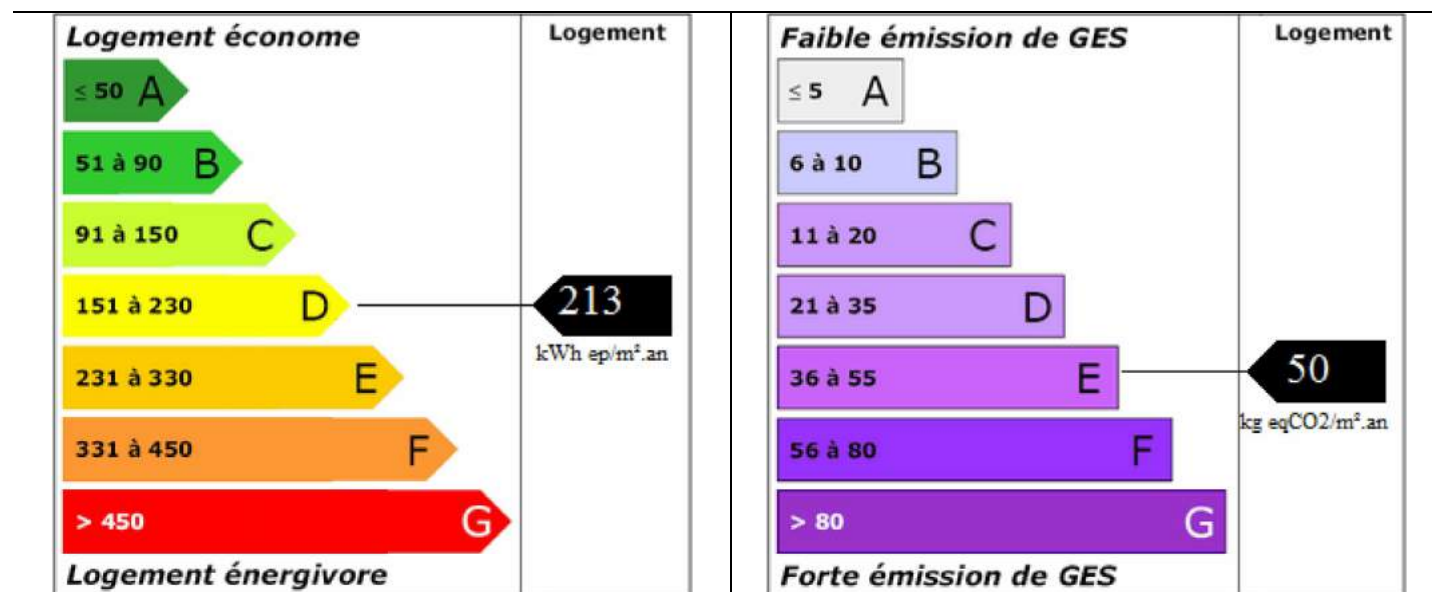 Logement économe
Logement
≤ 50 A
51 à 90 B
91 à 150 C
151 à 230 D
213
kWh ep/m².an
231 à 330 E
331 à 450 F
> 450 G
Logement énergivore
Faible émission de GES
Logement
≤ 5 A
6 à 10 B
11 à 20 C
21 à 35 D
36 à 55 E
50
kg eqCO2/m².an
56 à 80 F
> 80 G
Forte émission de GES